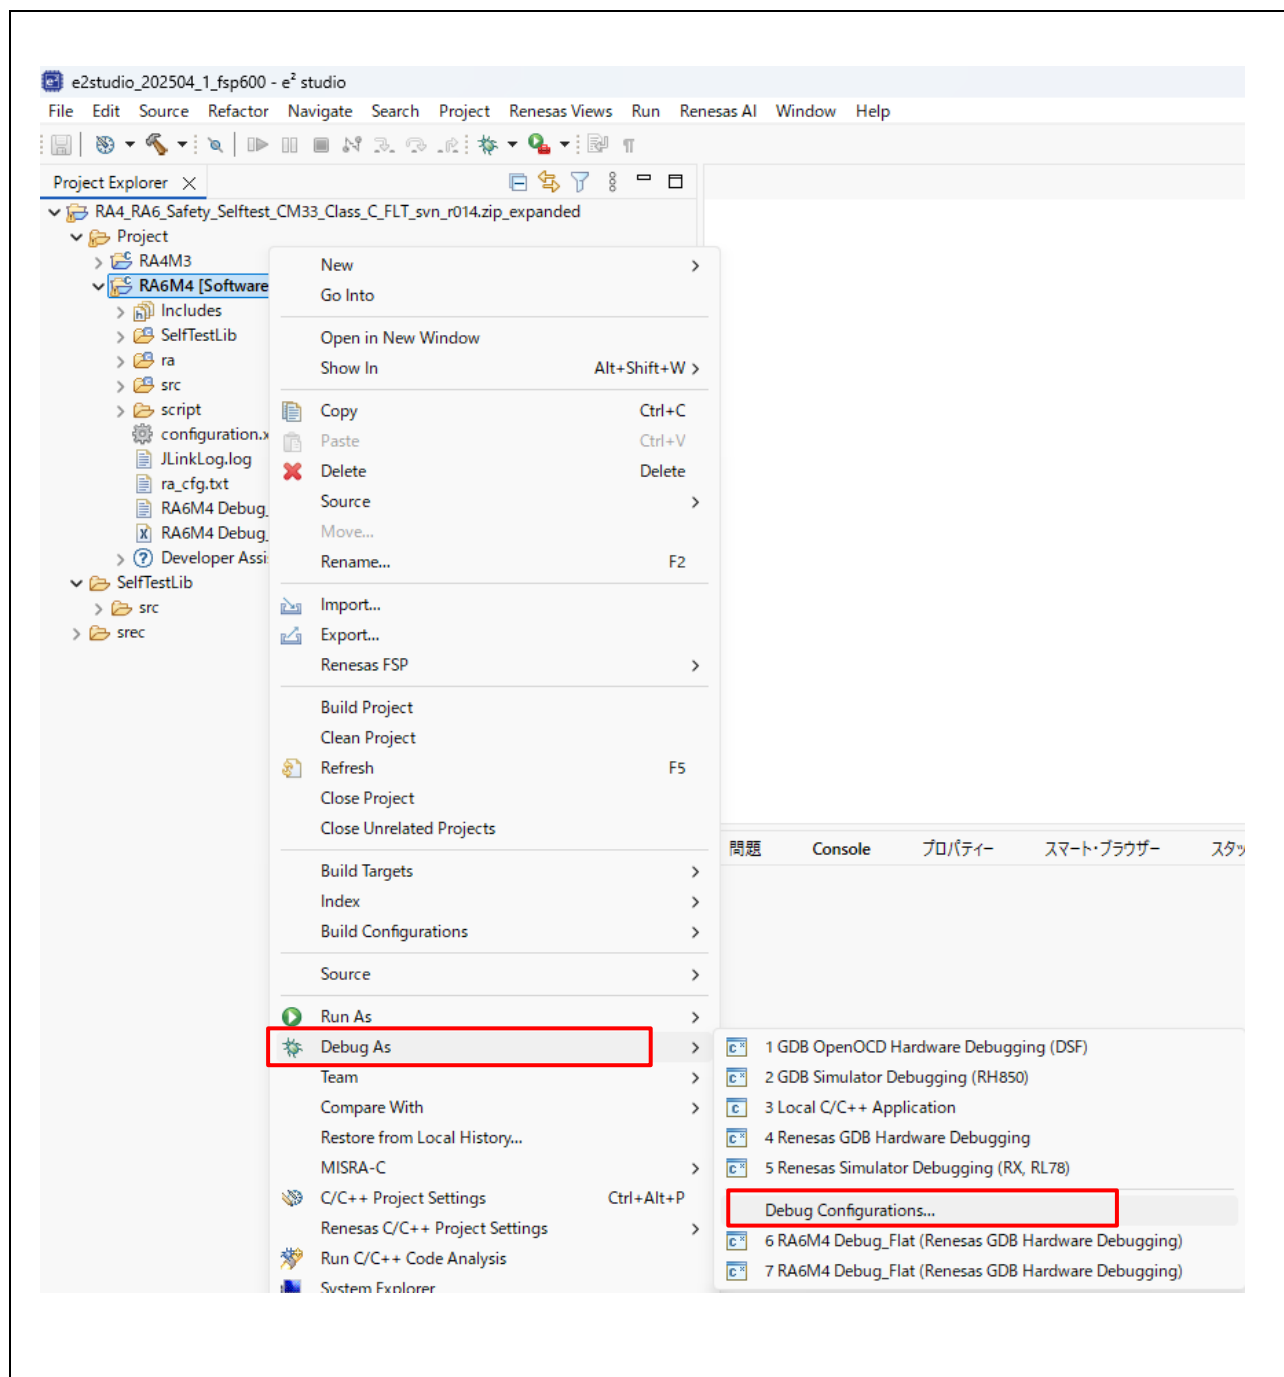 e2studio_202504_1_fsp600 - e² studio
File Edit Source Refactor Navigate Search Project Renesas Views Run Renesas AI Window Help
Project Explorer
RA4_RA6_Safety_Selftest_CM33_Class_C_FLT_svn_r014.zip_expanded
Project
RA4M3
RA6M4 [Software
Includes
SelfTestLib
ra
src
script
configuration.x
JLinkLog.log
ra_cfg.txt
RA6M4 Debug_
RA6M4 Debug_
Developer Assi
SelfTestLib
src
srec
New
Go Into
Open in New Window
Show In Alt+Shift+W
Copy Ctrl+C
Paste Ctrl+V
Delete Delete
Source
Move...
Rename... F2
Import...
Export...
Renesas FSP
Build Project
Clean Project
Refresh F5
Close Project
Close Unrelated Projects
Build Targets
Index
Build Configurations
Source
Run As
Debug As
Team
Compare With
Restore from Local History...
MISRA-C
C/C++ Project Settings Ctrl+Alt+P
Renesas C/C++ Project Settings
Run C/C++ Code Analysis
System Explorer
問題 Console プロパティー スマート・ブラウザー スタッ
1 GDB OpenOCD Hardware Debugging (DSF)
2 GDB Simulator Debugging (RH850)
3 Local C/C++ Application
4 Renesas GDB Hardware Debugging
5 Renesas Simulator Debugging (RX, RL78)
Debug Configurations...
6 RA6M4 Debug_Flat (Renesas GDB Hardware Debugging)
7 RA6M4 Debug_Flat (Renesas GDB Hardware Debugging)